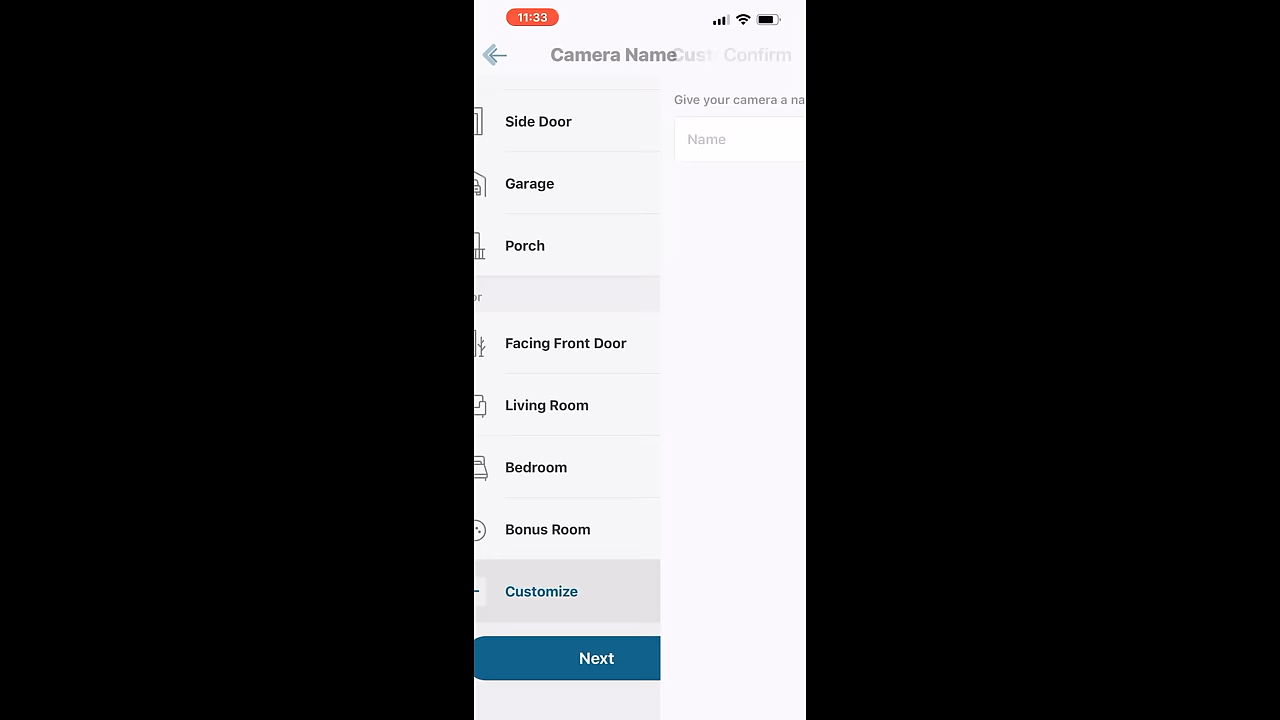 11:33
Camera Name
Confirm
Side Door
Garage
Porch
or
Facing Front Door
Living Room
Bedroom
Bonus Room
Customize
Next
Give your camera a na
Name